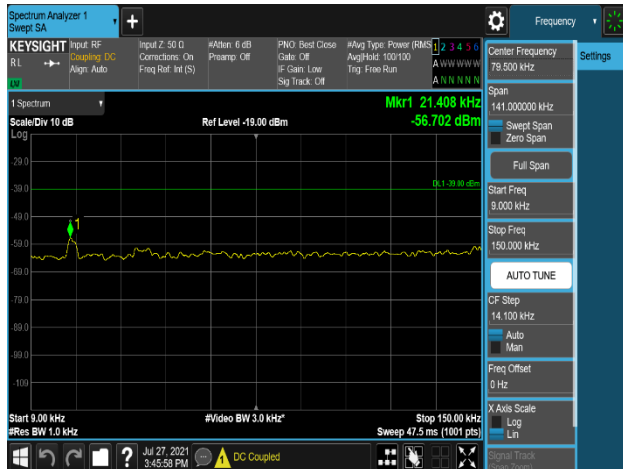 Spectrum Analyzer 1
Swept SA
Frequency
KEYSIGHT
RL
Input: RF
Coupling: DC
Align: Auto
Input Z: 50 Ω
Corrections: On
Freq Ref: Int (S)
#Atten: 6 dB
Preamp: Off
PNO: Best Close
Gate: Off
IF Gain: Low
Sig Track: Off
#Avg Type: Power (RMS
Avg|Hold: 100/100
Trig: Free Run
1 2 3 4 5 6
A WWWWW
A NNNNN
1 Spectrum
Scale/Div 10 dB
Log
Ref Level -19.00 dBm
Mkr1 21.408 kHz
-56.702 dBm
-29.0
-39.0
DL1 -39.00 dBm
-49.0
1
-59.0
-69.0
-79.0
-89.0
-99.0
-109
Start 9.00 kHz
#Res BW 1.0 kHz
#Video BW 3.0 kHz*
Stop 150.00 kHz
Sweep 47.5 ms (1001 pts)
Center Frequency
79.500 kHz
Settings
Span
141.000000 kHz
Swept Span
Zero Span
Full Span
Start Freq
9.000 kHz
Stop Freq
150.000 kHz
AUTO TUNE
CF Step
14.100 kHz
Auto
Man
Freq Offset
0 Hz
X Axis Scale
Log
Lin
Signal Track
(Span Zoom)
?
Jul 27, 2021
3:45:58 PM
DC Coupled